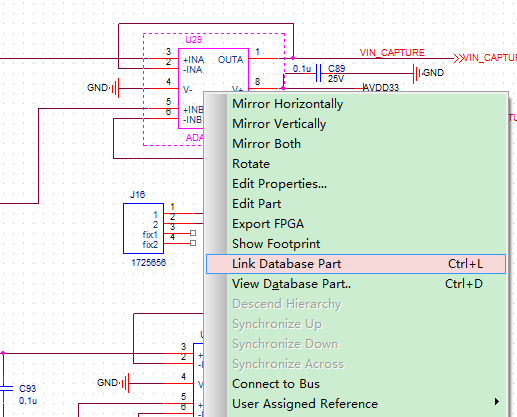 U29
3
+INA
OUTA
1
VIN_CAPTURE
2
-INA
0.1u
C89
25V
GND
GND
4
V-
8
V+
AVDD33
5
+INB
6
-INB
ADA
Mirror Horizontally
Mirror Vertically
Mirror Both
Rotate
Edit Properties...
Edit Part
Export FPGA
Show Footprint
Link Database Part Ctrl+L
View Database Part.. Ctrl+D
Descend Hierarchy
Synchronize Up
Synchronize Down
Synchronize Across
Connect to Bus
User Assigned Reference
J16
1 1
2 2
fix1 3
fix2 4
1725656
U
3
2
GND
4
V
5
6
C93
0.1u